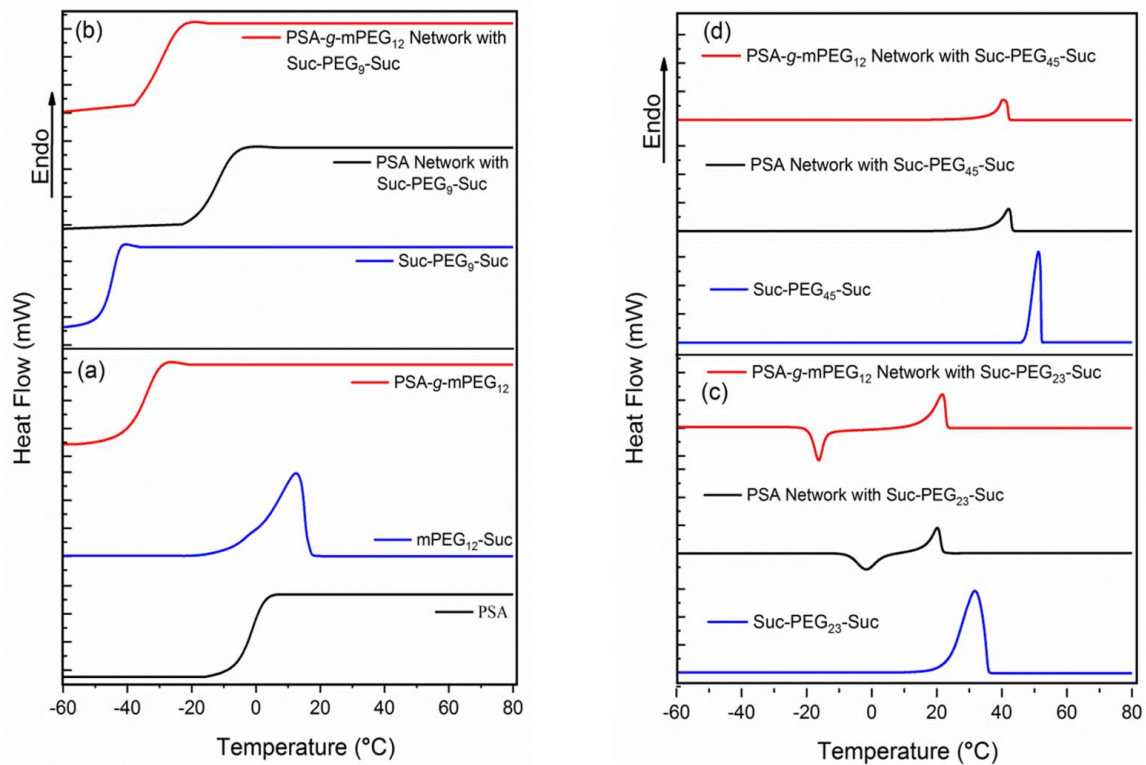 (b)
PSA-g-mPEG₁₂ Network with
Suc-PEG₉-Suc
Endo
PSA Network with
Suc-PEG₉-Suc
Suc-PEG₉-Suc
(a)
PSA-g-mPEG₁₂
mPEG₁₂-Suc
PSA
Heat Flow (mW)
-60 -40 -20 0 20 40 60 80
Temperature (°C)
(d)
PSA-g-mPEG₁₂ Network with Suc-PEG₄₅-Suc
Endo
PSA Network with Suc-PEG₄₅-Suc
Suc-PEG₄₅-Suc
PSA-g-mPEG₁₂ Network with Suc-PEG₂₃-Suc
(c)
PSA Network with Suc-PEG₂₃-Suc
Suc-PEG₂₃-Suc
Heat Flow (mW)
-60 -40 -20 0 20 40 60 80
Temperature (°C)